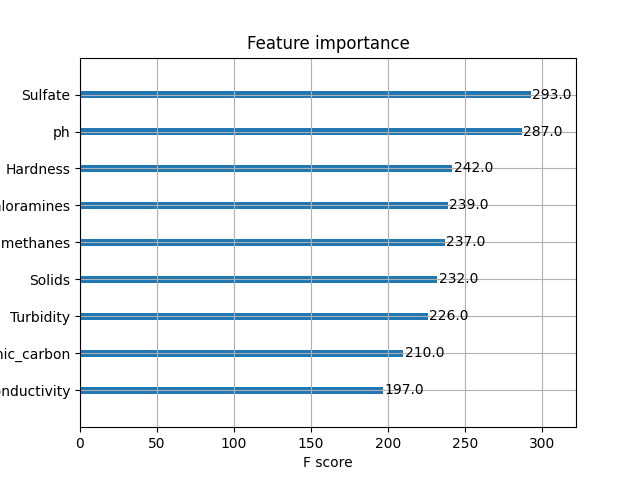 Feature importance
Sulfate 293.0
ph 287.0
Hardness 242.0
loramines 239.0
methanes 237.0
Solids 232.0
Turbidity 226.0
nic_carbon 210.0
nductivity 197.0
0 50 100 150 200 250 300
F score